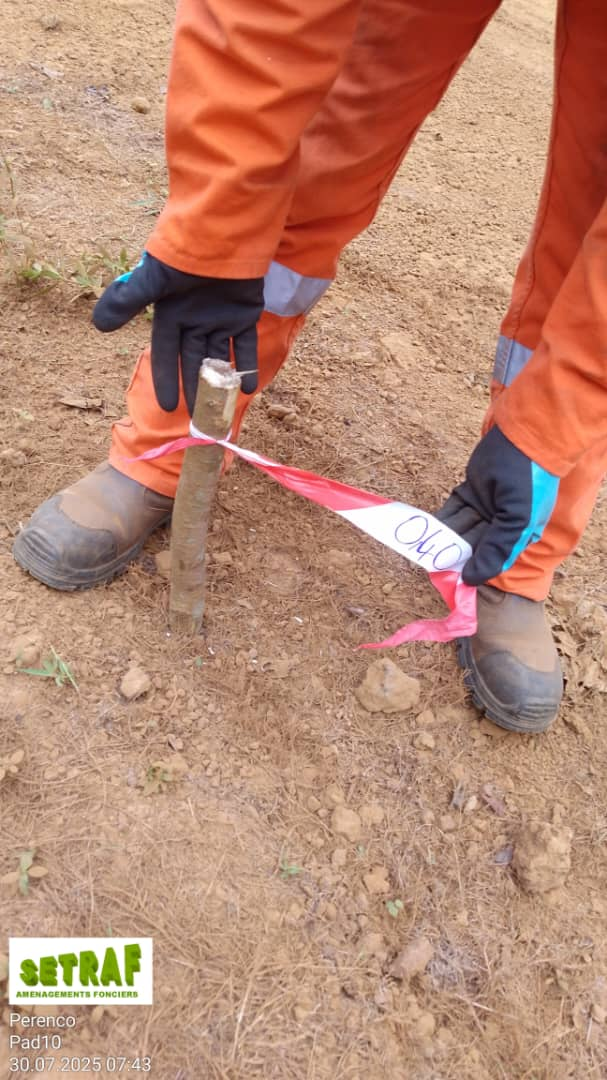 040
SETRAF
AMENAGEMENTS FONCIERS
Perenco
Pad10
30.07.2025 07:43